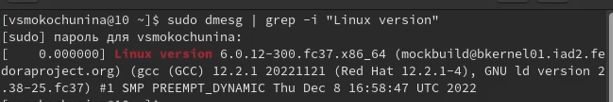 [vsmokochunina@10 ~]$ sudo dmesg | grep -i "Linux version"
[sudo] пароль для vsmokochunina:
[    0.000000] Linux version 6.0.12-300.fc37.x86_64 (mockbuild@bkernel01.iad2.fe
doraproject.org) (gcc (GCC) 12.2.1 20221121 (Red Hat 12.2.1-4), GNU ld version 2
.38-25.fc37) #1 SMP PREEMPT_DYNAMIC Thu Dec 8 16:58:47 UTC 2022